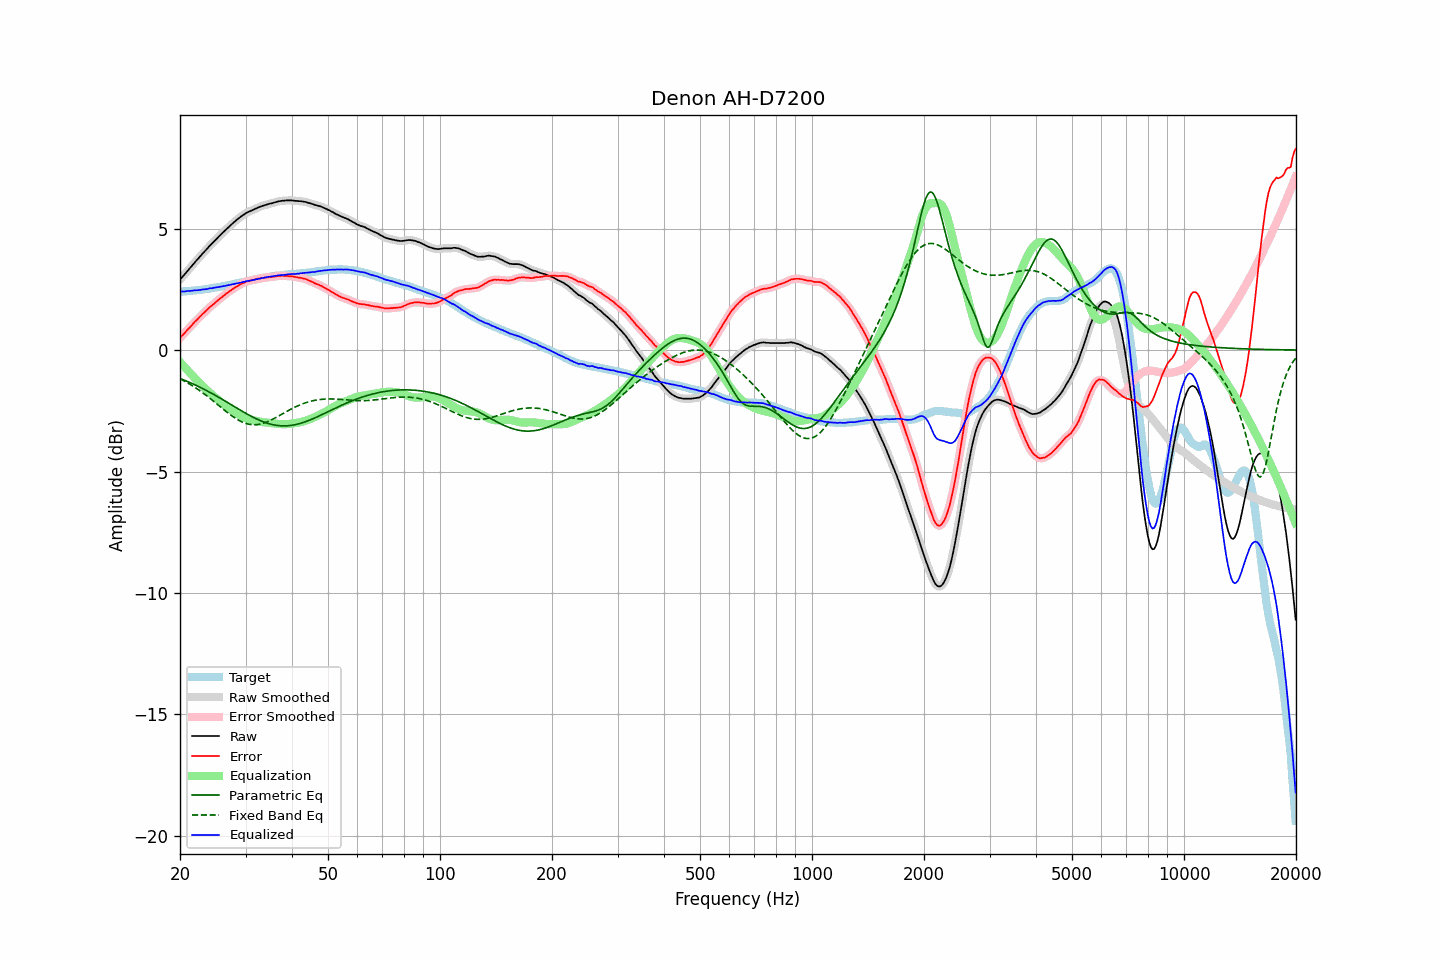 Denon AH-D7200
Amplitude (dBr)
5
0
−5
−10
−15
−20
Target
Raw Smoothed
Error Smoothed
Raw
Error
Equalization
Parametric Eq
Fixed Band Eq
Equalized
20 50 100 200 500 1000 2000 5000 10000 20000
Frequency (Hz)